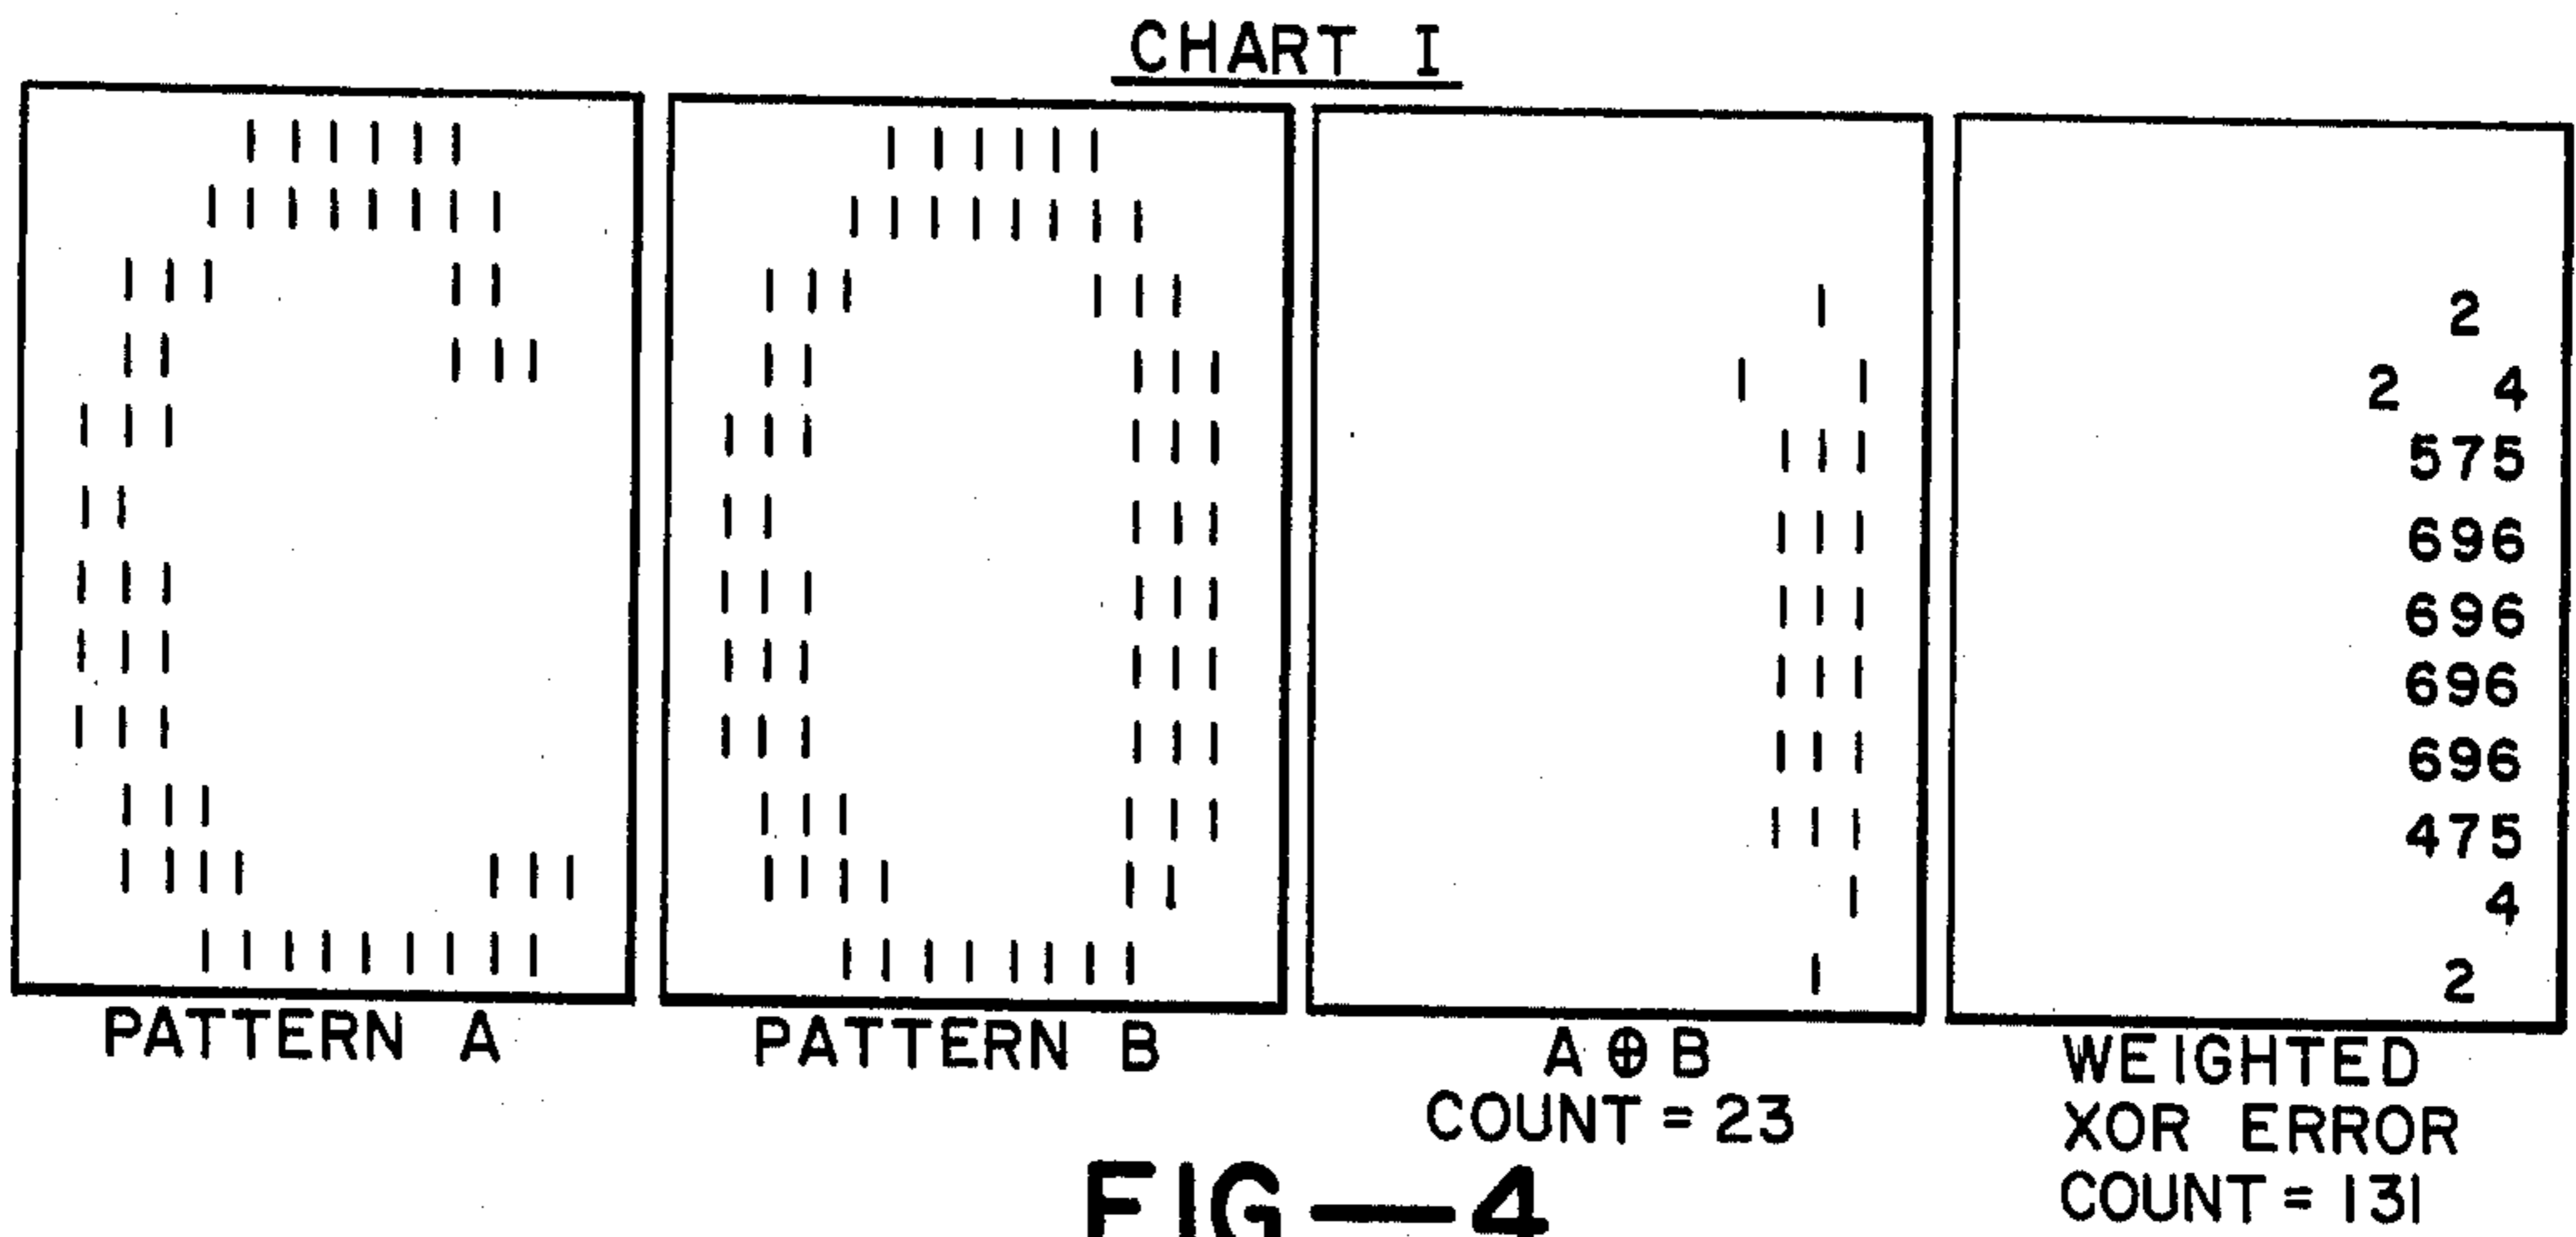 CHART I
2
2 4
575
696
696
696
696
475
4
2
PATTERN A
PATTERN B
A ⊕ B
COUNT = 23
WEIGHTED
XOR ERROR
COUNT = 131
FIG—4